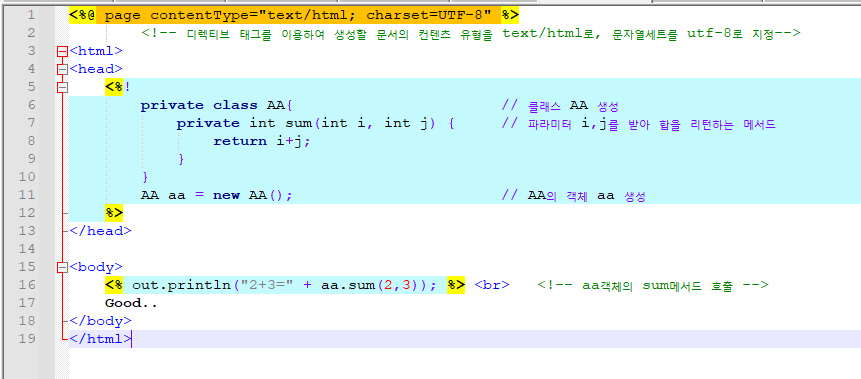 1 <%@ page contentType="text/html; charset=UTF-8" %>
2 <!-- 디렉티브 태그를 이용하여 생성할 문서의 컨텐츠 유형을 text/html로, 문자열세트를 utf-8로 지정-->
3 <html>
4 <head>
5 <%!
6 private class AA{ // 클래스 AA 생성
7 private int sum(int i, int j) { // 파라미터 i,j를 받아 합을 리턴하는 메서드
8 return i+j;
9 }
10 }
11 AA aa = new AA(); // AA의 객체 aa 생성
12 %>
13 </head>
14
15 <body>
16 <% out.println("2+3=" + aa.sum(2,3)); %> <br> <!-- aa객체의 sum메서드 호출 -->
17 Good..
18 </body>
19 </html>